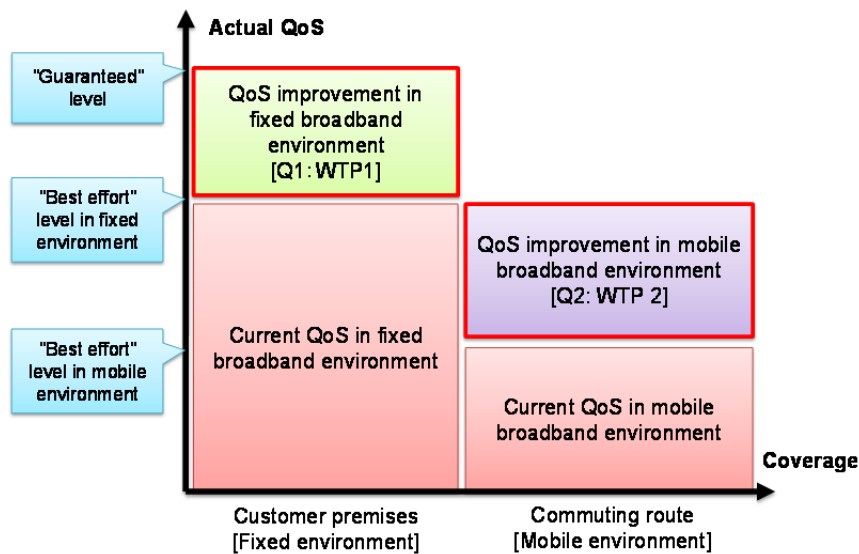 Actual QoS
"Guaranteed"
level
QoS improvement in
fixed broadband
environment
[Q1: WTP1]
"Best effort"
level in fixed
environment
QoS improvement in mobile
broadband environment
[Q2: WTP 2]
Current QoS in fixed
broadband environment
"Best effort"
level in mobile
environment
Current QoS in mobile
broadband environment
Coverage
Customer premises
[Fixed environment]
Commuting route
[Mobile environment]